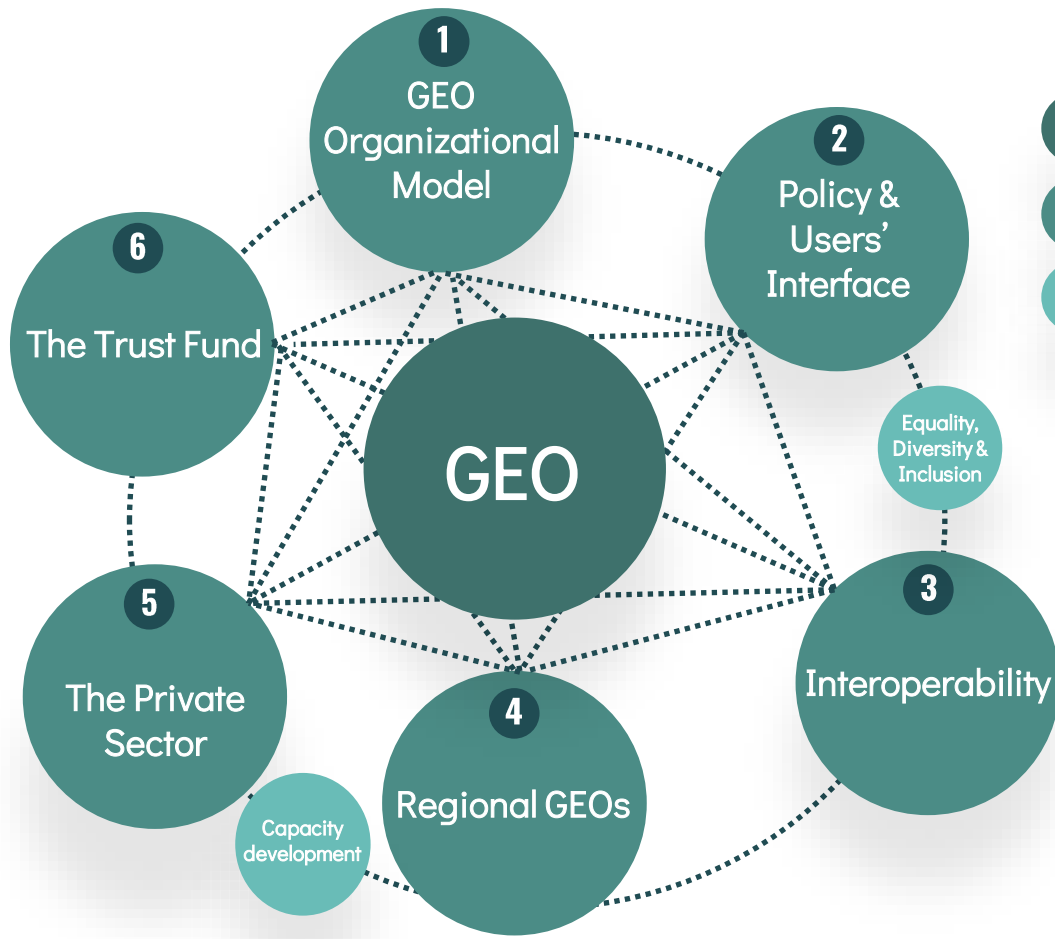 1
GEO
Organizational
Model
2
Policy &
Users’
Interface
Equality,
Diversity &
Inclusion
3
Interoperability
4
Regional GEOs
Capacity
development
5
The Private
Sector
6
The Trust Fund
GEO